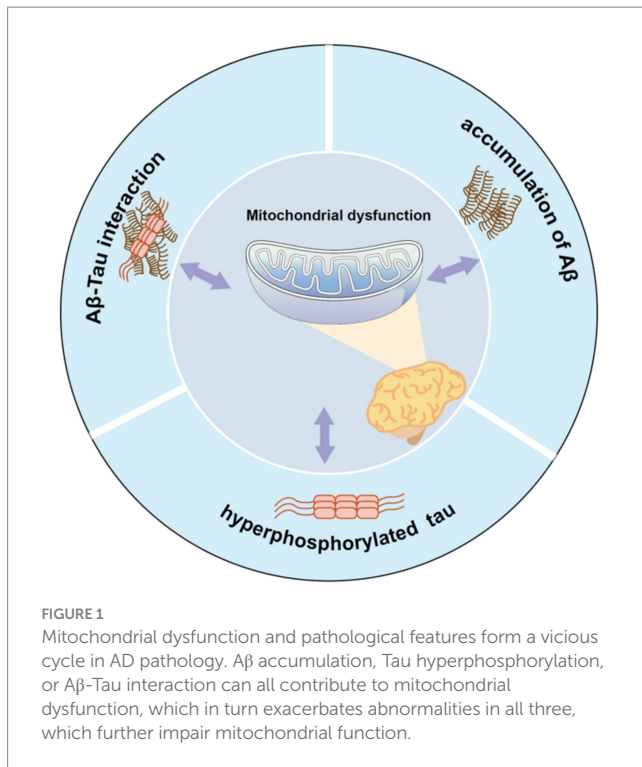 Aβ-Tau interaction
accumulation of Aβ
Mitochondrial dysfunction
hyperphosphorylated tau
FIGURE 1
Mitochondrial dysfunction and pathological features form a vicious
cycle in AD pathology. Aβ accumulation, Tau hyperphosphorylation,
or Aβ-Tau interaction can all contribute to mitochondrial
dysfunction, which in turn exacerbates abnormalities in all three,
which further impair mitochondrial function.